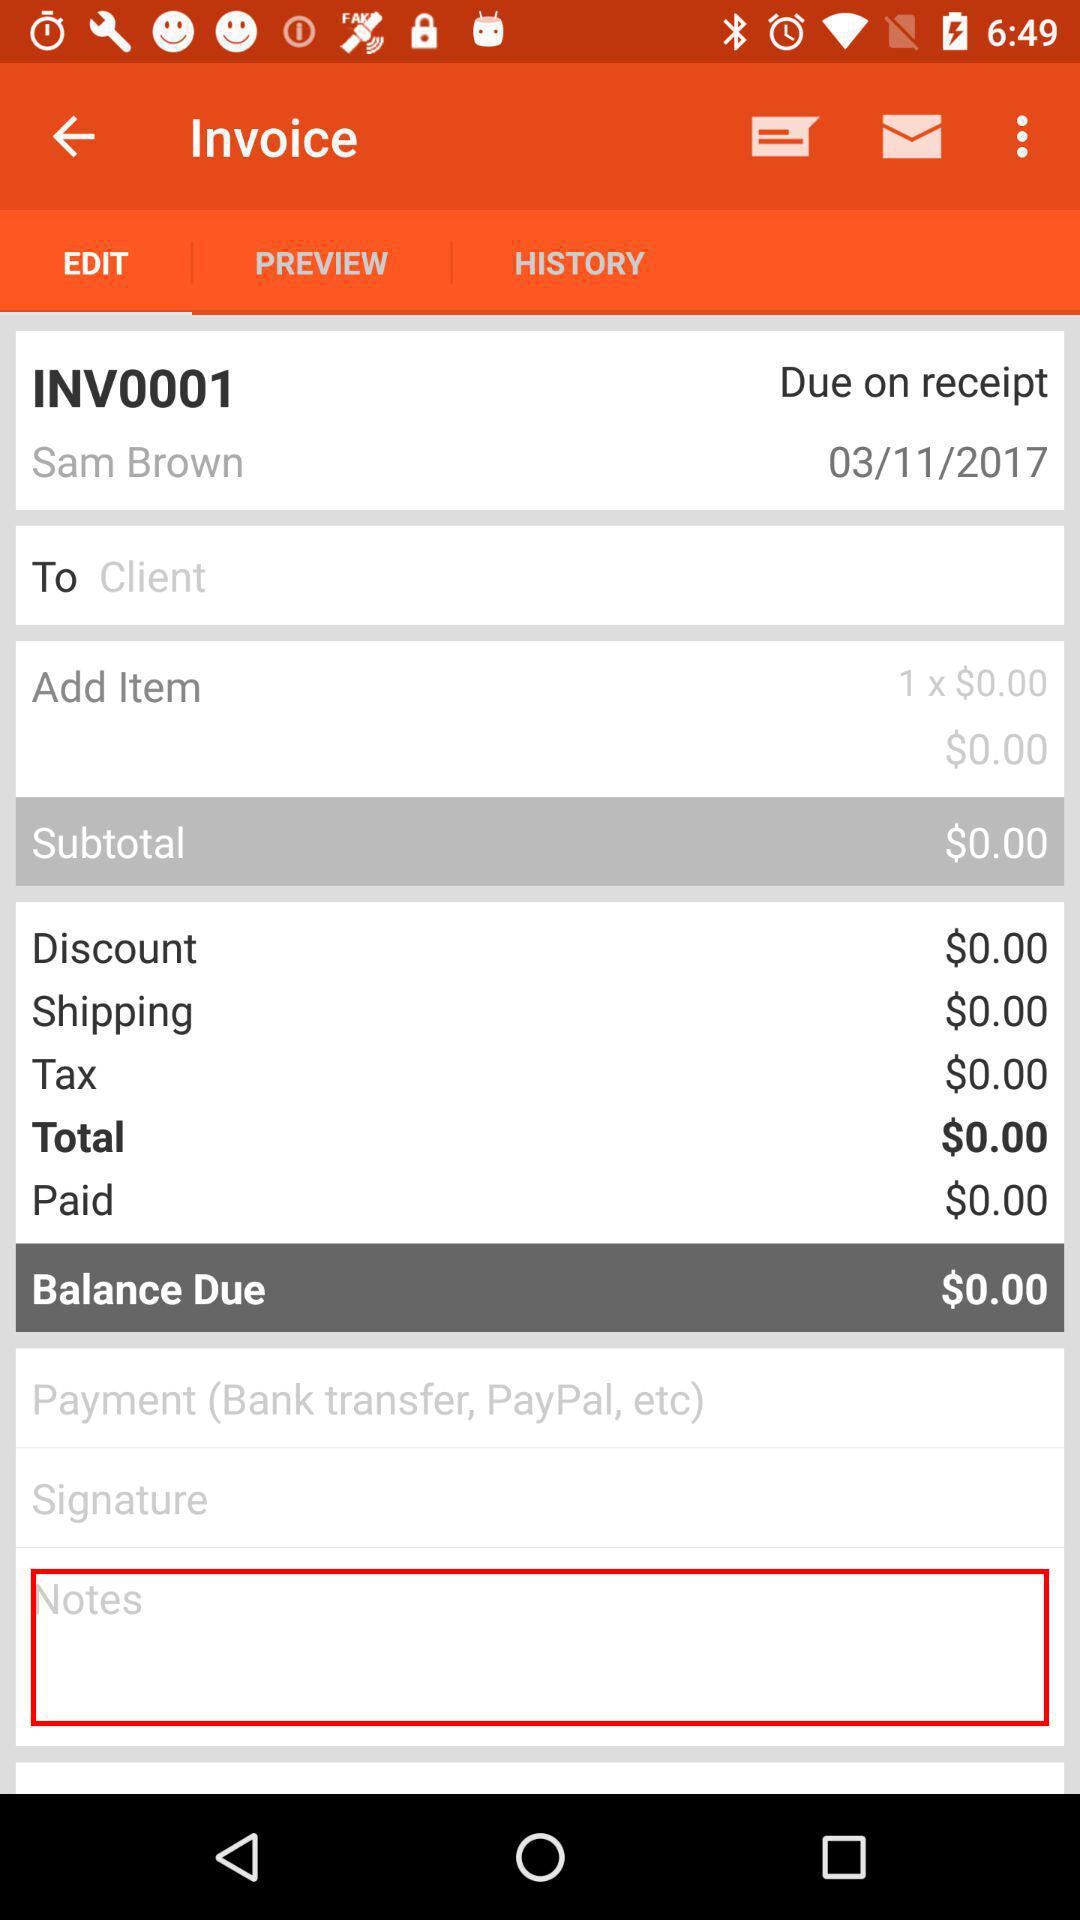 FAKE
6:49
Invoice
EDIT PREVIEW HISTORY
INV0001 Due on receipt
Sam Brown 03/11/2017
To Client
Add Item 1 x $0.00
$0.00
Subtotal $0.00
Discount $0.00
Shipping $0.00
Tax $0.00
Total $0.00
Paid $0.00
Balance Due $0.00
Payment (Bank transfer, PayPal, etc)
Signature
Notes